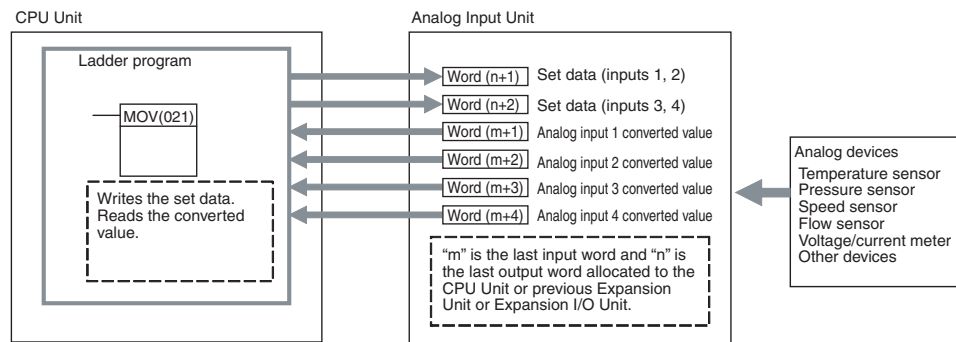 CPU Unit
Ladder program
MOV(021)
Writes the set data.
Reads the converted
value.
Analog Input Unit
Word (n+1) Set data (inputs 1, 2)
Word (n+2) Set data (inputs 3, 4)
Word (m+1) Analog input 1 converted value
Word (m+2) Analog input 2 converted value
Word (m+3) Analog input 3 converted value
Word (m+4) Analog input 4 converted value
“m” is the last input word and “n” is
the last output word allocated to the
CPU Unit or previous Expansion
Unit or Expansion I/O Unit.
Analog devices
Temperature sensor
Pressure sensor
Speed sensor
Flow sensor
Voltage/current meter
Other devices